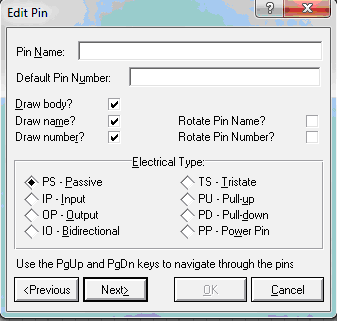 Edit Pin ?
Pin Name:
Default Pin Number:
Draw body?
Draw name? Rotate Pin Name?
Draw number? Rotate Pin Number?
Electrical Type:
PS - Passive TS - Tristate
IP - Input PU - Pull-up
OP - Output PD - Pull-down
IO - Bidirectional PP - Power Pin
Use the PgUp and PgDn keys to navigate through the pins
<Previous Next> OK Cancel